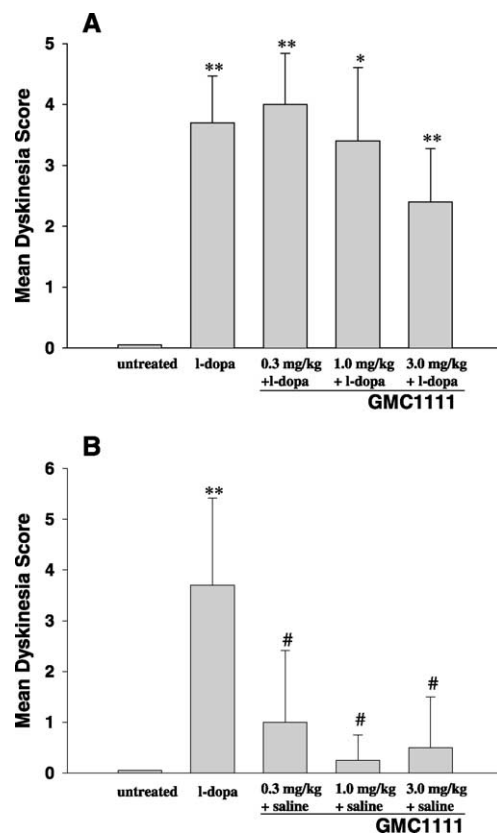 A
Mean Dyskinesia Score
5
4
3
2
1
0
**
**
*
**
untreated
l-dopa
0.3 mg/kg
+l-dopa
1.0 mg/kg
+ l-dopa
3.0 mg/kg
+ l-dopa
GMC1111
B
Mean Dyskinesia Score
6
5
4
3
2
1
0
**
#
#
#
untreated
l-dopa
0.3 mg/kg
+ saline
1.0 mg/kg
+ saline
3.0 mg/kg
+ saline
GMC1111